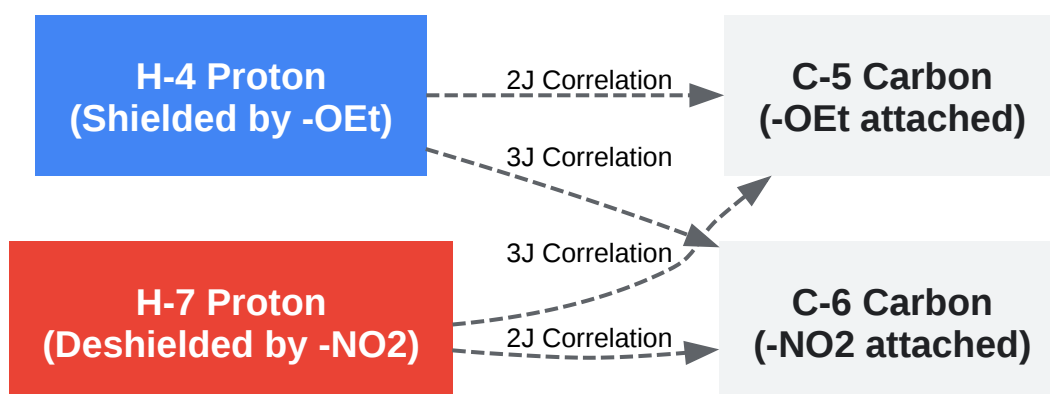 H-4 Proton
(Shielded by -OEt)
2J Correlation
C-5 Carbon
(-OEt attached)
3J Correlation
3J Correlation
H-7 Proton
(Deshielded by -NO2)
2J Correlation
C-6 Carbon
(-NO2 attached)